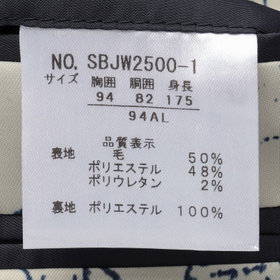 NO. SBJW2500-1
サイズ 胸囲 胴囲 身長
94 82 175
94AL
品質表示
表地 毛 50%
ポリエステル 48%
ポリウレタン 2%
裏地 ポリエステル 100%